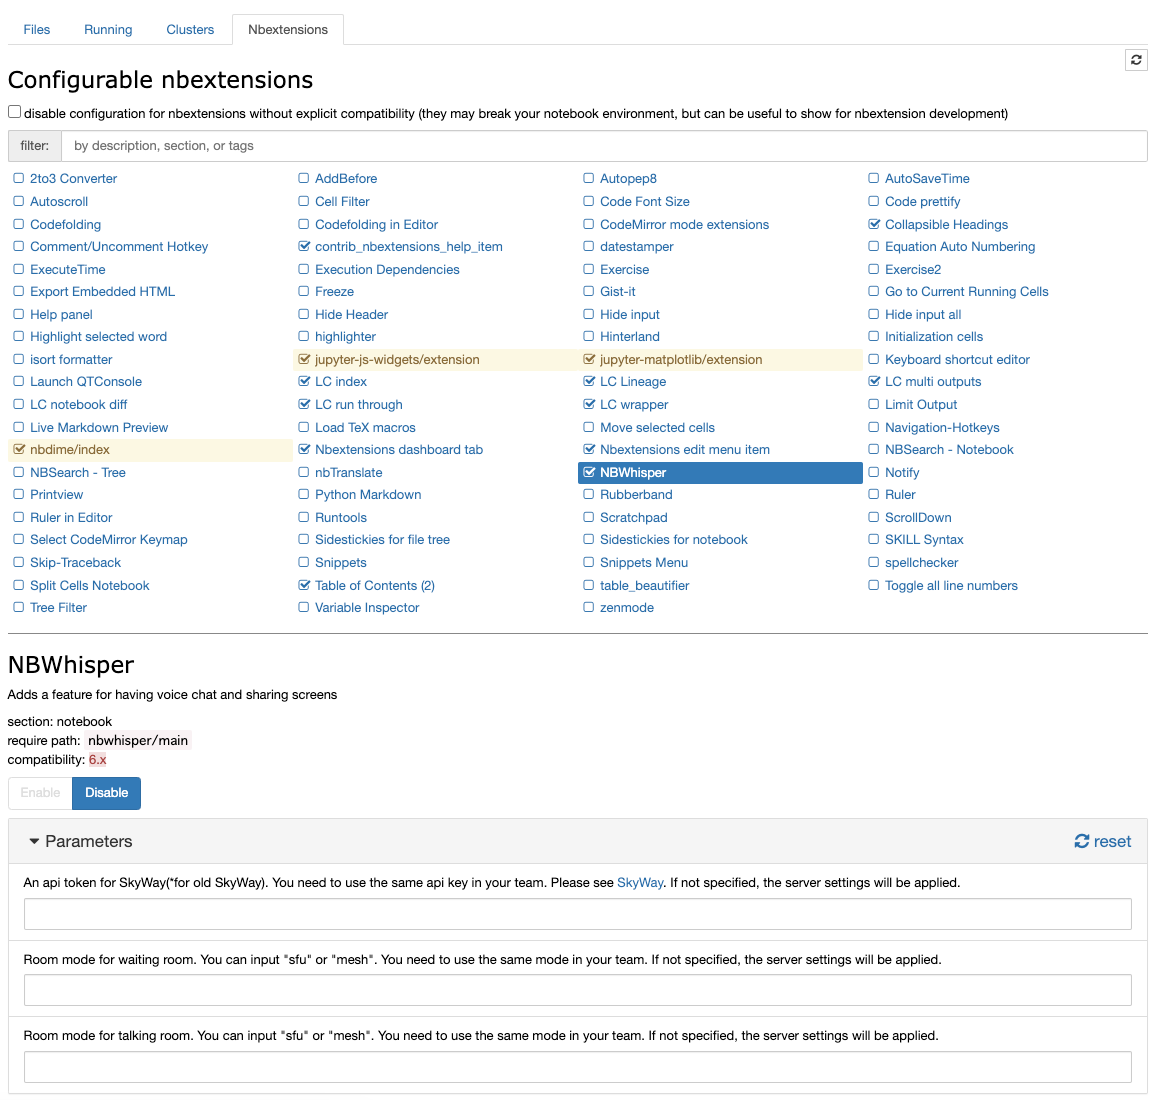 Files Running Clusters Nbextensions
Configurable nbextensions
disable configuration for nbextensions without explicit compatibility (they may break your notebook environment, but can be useful to show for nbextension development)
filter: by description, section, or tags
2to3 Converter AddBefore Autopep8 AutoSaveTime
Autoscroll Cell Filter Code Font Size Code prettify
Codefolding Codefolding in Editor CodeMirror mode extensions Collapsible Headings
Comment/Uncomment Hotkey contrib_nbextensions_help_item datestamper Equation Auto Numbering
ExecuteTime Execution Dependencies Exercise Exercise2
Export Embedded HTML Freeze Gist-it Go to Current Running Cells
Help panel Hide Header Hide input Hide input all
Highlight selected word highlighter Hinterland Initialization cells
isort formatter jupyter-js-widgets/extension jupyter-matplotlib/extension Keyboard shortcut editor
Launch QTConsole LC index LC Lineage LC multi outputs
LC notebook diff LC run through LC wrapper Limit Output
Live Markdown Preview Load TeX macros Move selected cells Navigation-Hotkeys
nbdime/index Nbextensions dashboard tab Nbextensions edit menu item NBSearch - Notebook
NBSearch - Tree nbTranslate NBWhisper Notify
Printview Python Markdown Rubberband Ruler
Ruler in Editor Runtools Scratchpad ScrollDown
Select CodeMirror Keymap Sidestickies for file tree Sidestickies for notebook SKILL Syntax
Skip-Traceback Snippets Snippets Menu spellchecker
Split Cells Notebook Table of Contents (2) table_beautifier Toggle all line numbers
Tree Filter Variable Inspector zenmode
NBWhisper
Adds a feature for having voice chat and sharing screens
section: notebook
require path: nbwhisper/main
compatibility: 6.x
Enable Disable
Parameters reset
An api token for SkyWay(*for old SkyWay). You need to use the same api key in your team. Please see SkyWay. If not specified, the server settings will be applied.
Room mode for waiting room. You can input "sfu" or "mesh". You need to use the same mode in your team. If not specified, the server settings will be applied.
Room mode for talking room. You can input "sfu" or "mesh". You need to use the same mode in your team. If not specified, the server settings will be applied.